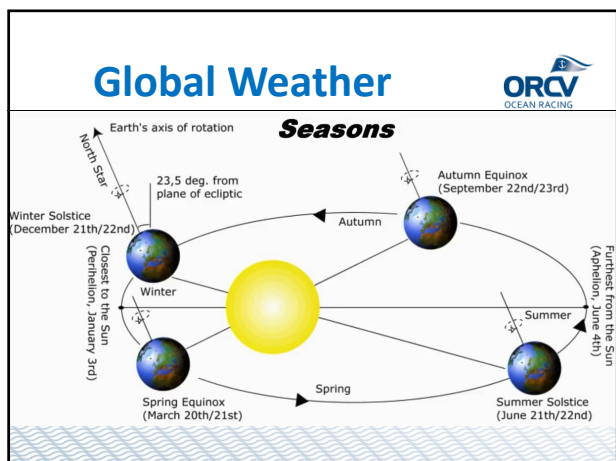 Global Weather
ORCV
OCEAN RACING
Seasons
Earth's axis of rotation
North Star
23,5 deg. from
plane of ecliptic
Autumn Equinox
(September 22nd/23rd)
Winter Solstice
(December 21th/22nd)
Autumn
Closest to the Sun
(Perihelion, January 3rd)
Winter
Summer
Furthest from the Sun
(Aphelion, June 4th)
Spring
Spring Equinox
(March 20th/21st)
Summer Solstice
(June 21th/22nd)